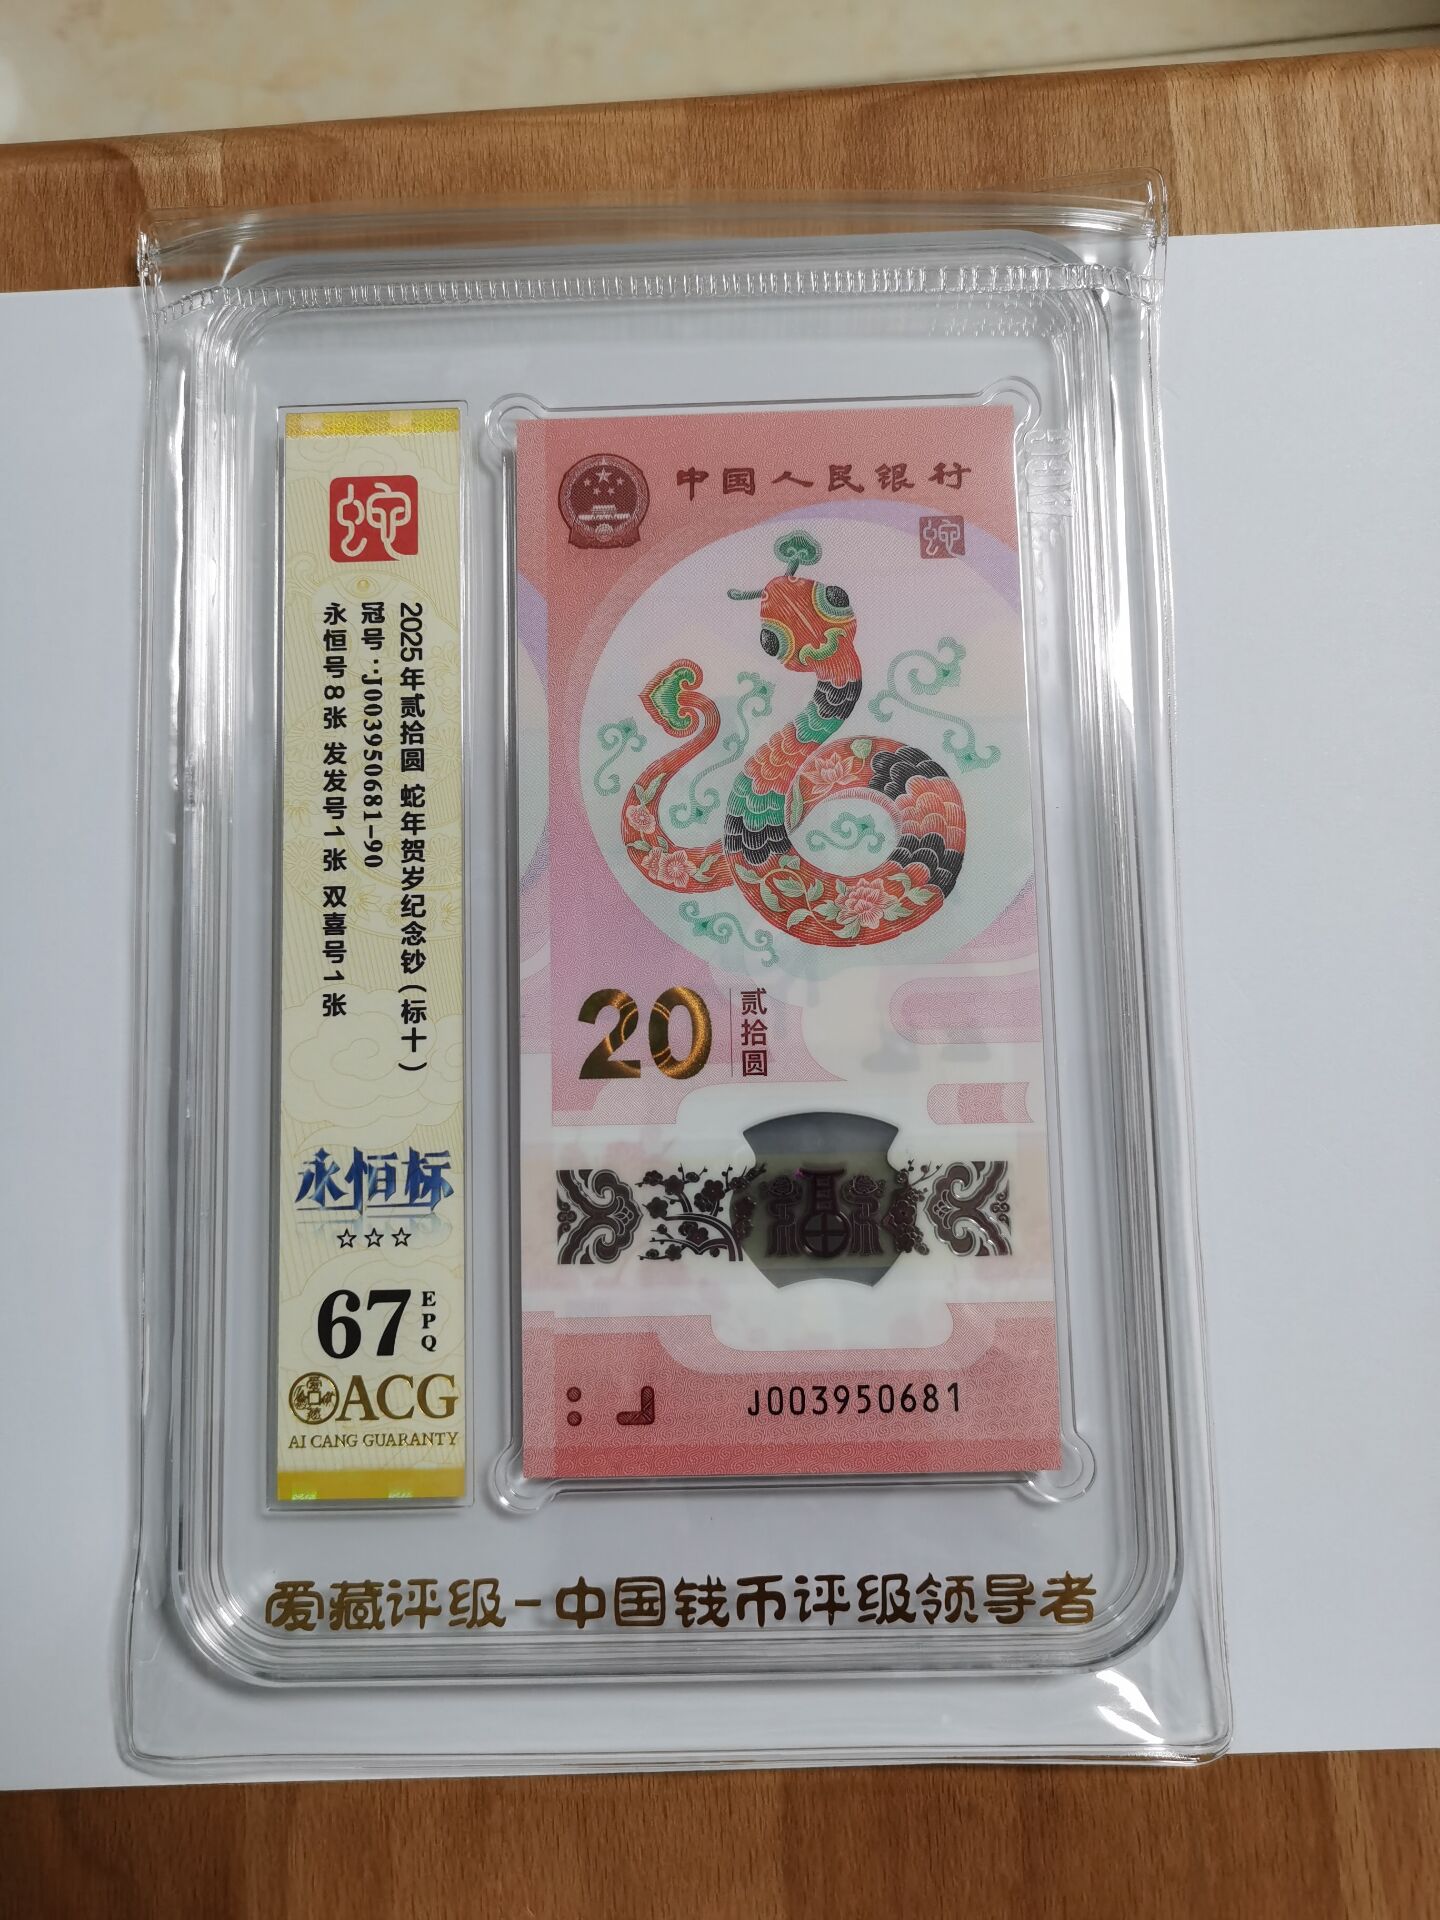 蛇
2025年贰拾圆 蛇年贺岁纪念钞(标十)
冠号:J003950681-90
永恒号8张 发发号1张 双喜号1张
永恒标
☆☆☆
67
EPQ
ACG
AI CANG GUARANTY
中国人民银行
蛇
20
贰拾圆
福
J003950681
爱藏评级-中国钱币评级领导者